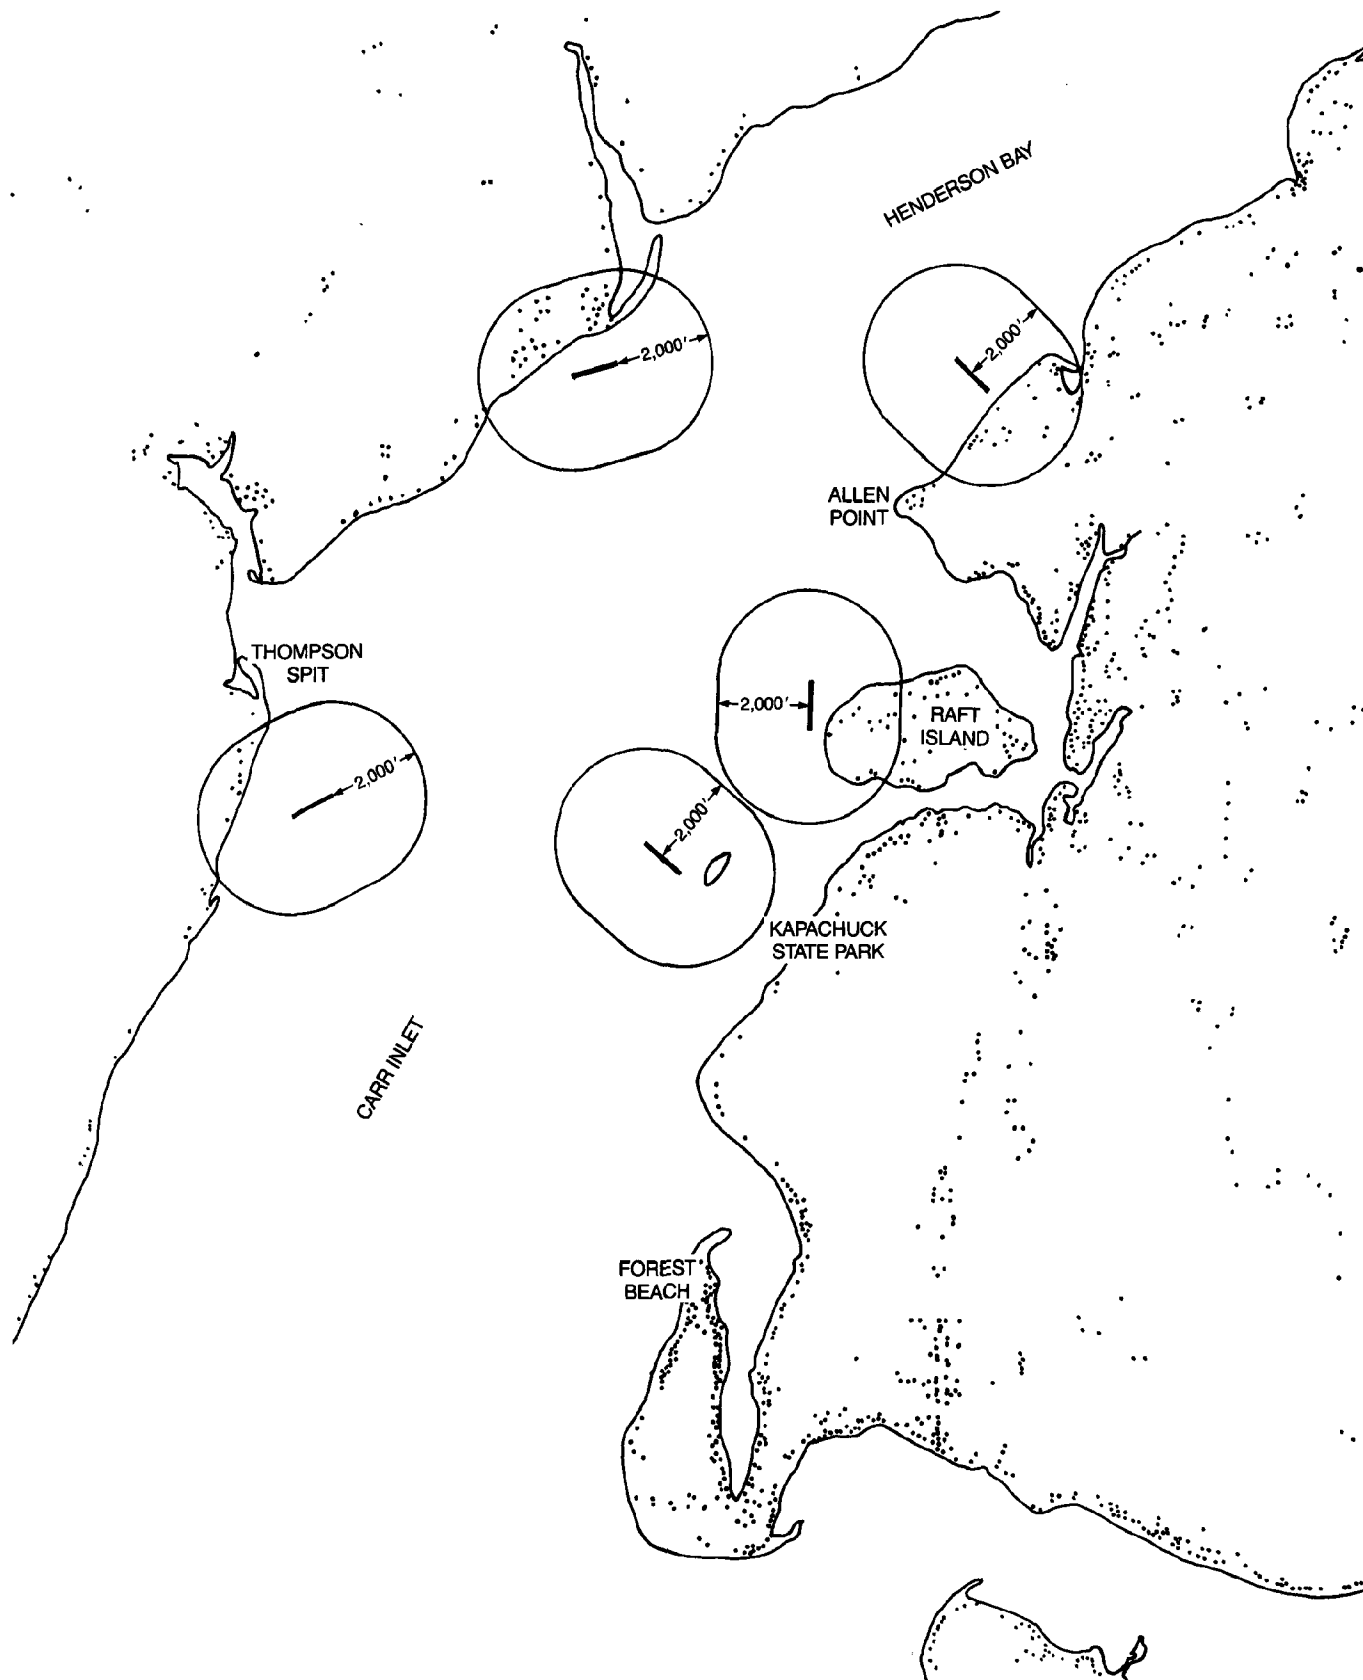 HENDERSON BAY
2,000'
2,000'
ALLEN
POINT
THOMPSON
SPIT
2,000'
RAFT
ISLAND
2,000'
2,000'
KAPACHUCK
STATE PARK
CARR INLET
FOREST
BEACH